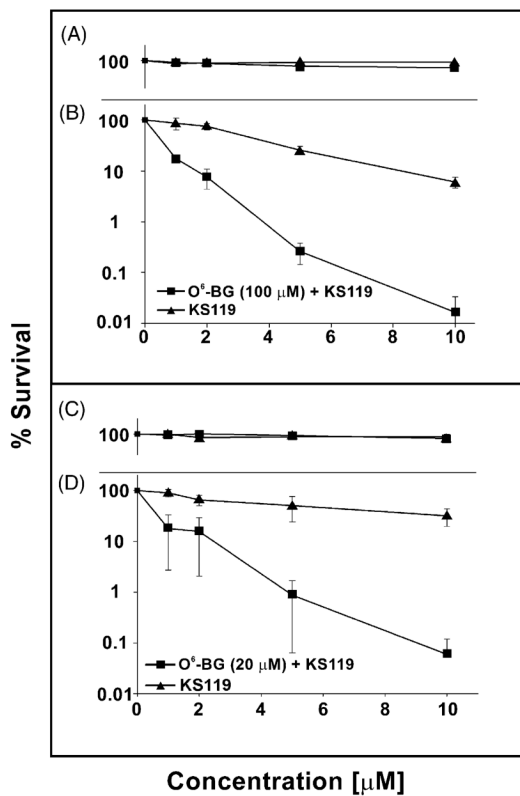 (A)
100
(B)
100
10
1
0.1
0.01
O⁶-BG (100 μM) + KS119
KS119
0 2 4 6 8 10
% Survival
(C)
100
(D)
100
10
1
0.1
0.01
O⁶-BG (20 μM) + KS119
KS119
0 2 4 6 8 10
Concentration [μM]